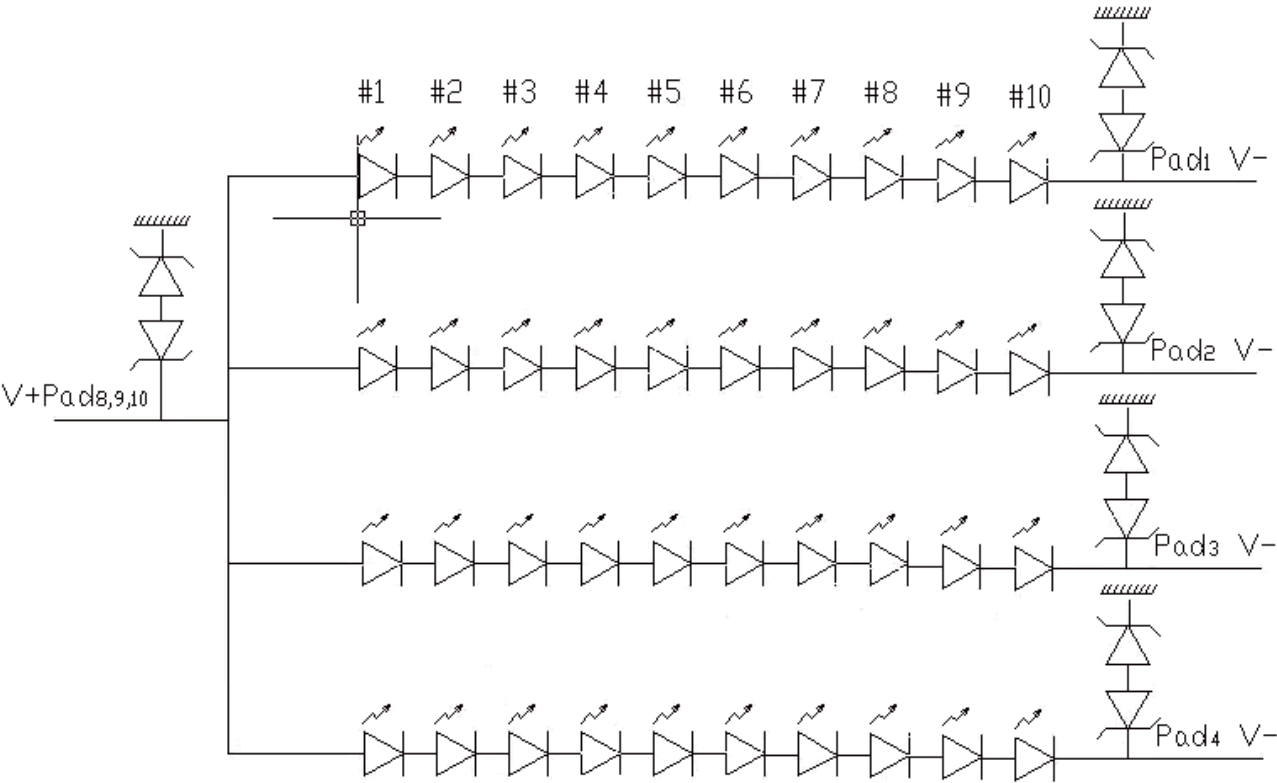 #1 #2 #3 #4 #5 #6 #7 #8 #9 #10
Pad1 V-
Pad2 V-
V+Pad8,9,10
Pad3 V-
Pad4 V-